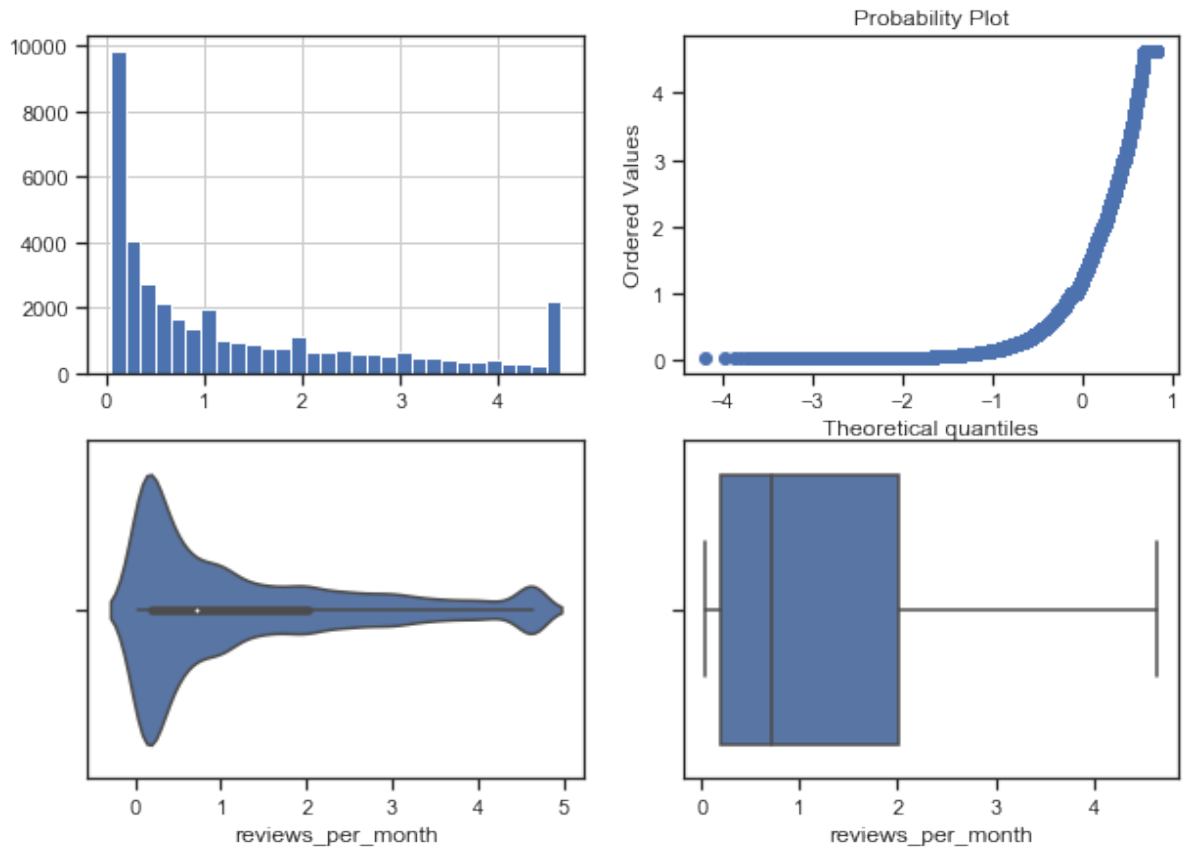 Probability Plot
10000
8000
6000
4000
2000
0
0 1 2 3 4
Ordered Values
4
3
2
1
0
−4 −3 −2 −1 0 1
Theoretical quantiles
0 1 2 3 4 5
reviews_per_month
0 1 2 3 4
reviews_per_month